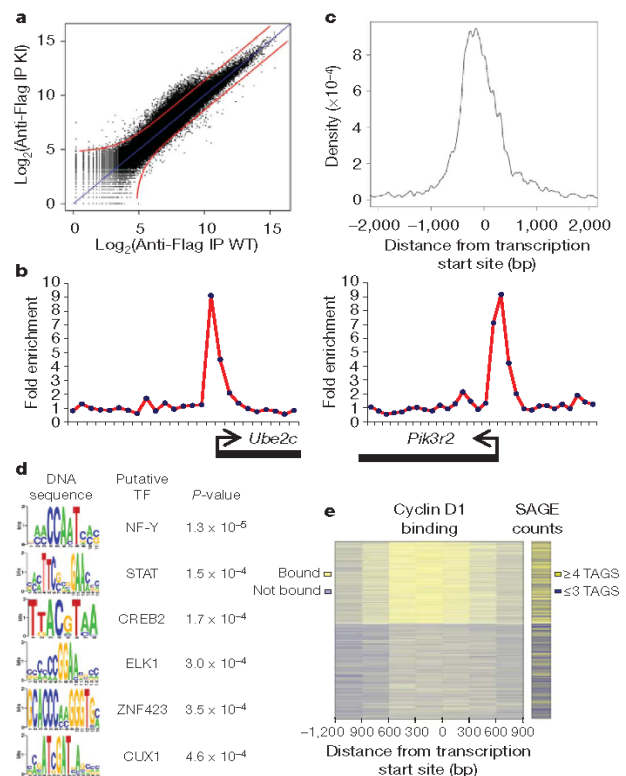 a
15
10
5
0
0 5 10 15
Log2(Anti-Flag IP KI)
Log2(Anti-Flag IP WT)
c
8
6
4
2
0
Density (×10–4)
–2,000 –1,000 0 1,000 2,000
Distance from transcription
start site (bp)
b
10
9
8
7
6
5
4
3
2
1
0
Fold enrichment
Ube2c
10
9
8
7
6
5
4
3
2
1
0
Fold enrichment
Pik3r2
d
DNA
sequence
Putative
TF
P-value
NF-Y
1.3 × 10–5
STAT
1.5 × 10–4
CREB2
1.7 × 10–4
ELK1
3.0 × 10–4
ZNF423
3.5 × 10–4
CUX1
4.6 × 10–4
e
Cyclin D1
binding
SAGE
counts
Bound
Not bound
≥4 TAGS
≤3 TAGS
–1,200 900 600 300 0 300 600 900
Distance from transcription
start site (bp)